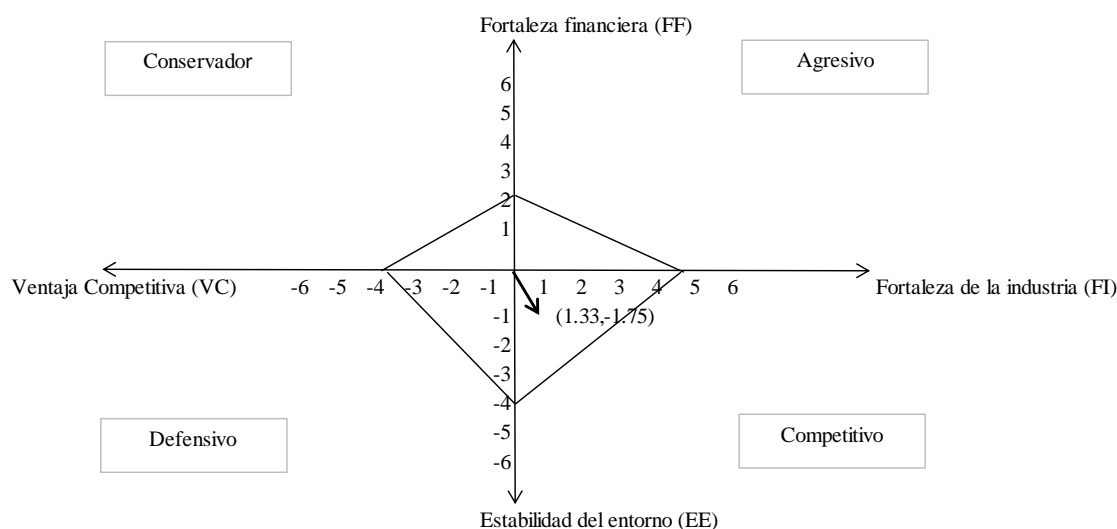 Fortaleza financiera (FF)
Conservador
Agresivo
6
5
4
3
2
1
Ventaja Competitiva (VC)
-6 -5 -4 -3 -2 -1 1 2 3 4 5 6
Fortaleza de la industria (FI)
-1
(1.33,-1.75)
-2
-3
-4
-5
-6
Defensivo
Competitivo
Estabilidad del entorno (EE)